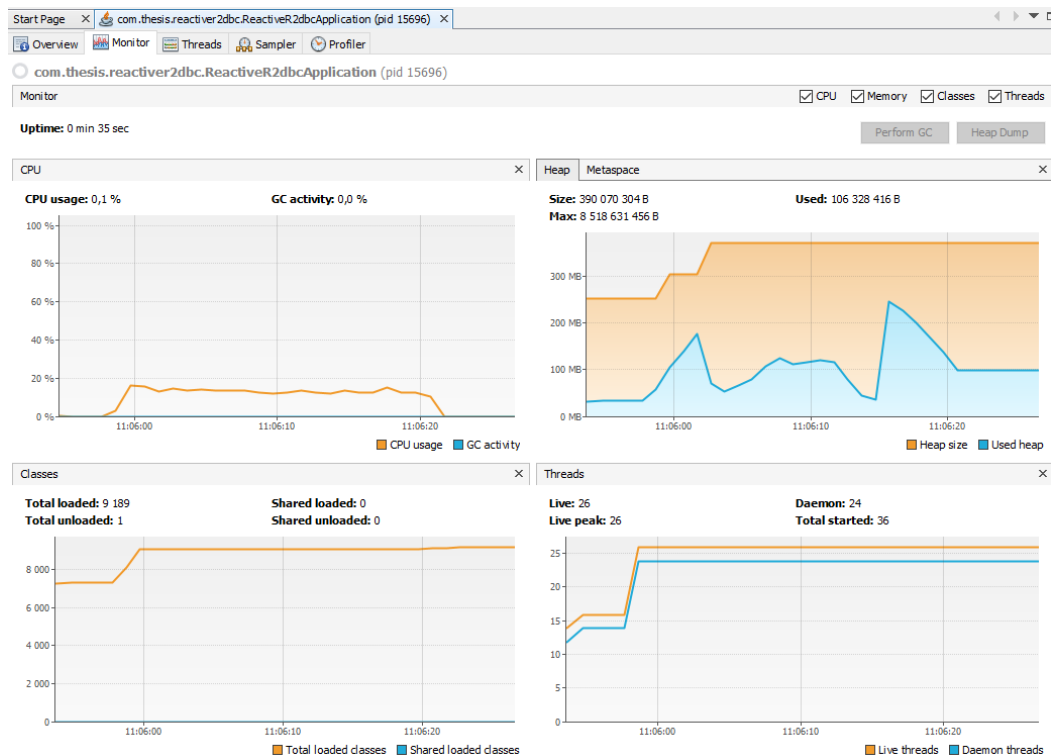 Start Page
com.thesis.reactiver2dbc.ReactiveR2dbcApplication (pid 15696)
Overview Monitor Threads Sampler Profiler
com.thesis.reactiver2dbc.ReactiveR2dbcApplication (pid 15696)
Monitor
CPU Memory Classes Threads
Uptime: 0 min 35 sec
Perform GC Heap Dump
CPU
CPU usage: 0,1 % GC activity: 0,0 %
100 %
80 %
60 %
40 %
20 %
0 %
11:06:00 11:06:10 11:06:20
CPU usage GC activity
Heap Metaspace
Size: 390 070 304 B Used: 106 328 416 B
Max: 8 518 631 456 B
300 MB
200 MB
100 MB
0 MB
11:06:00 11:06:10 11:06:20
Heap size Used heap
Classes
Total loaded: 9 189 Shared loaded: 0
Total unloaded: 1 Shared unloaded: 0
8 000
6 000
4 000
2 000
0
11:06:00 11:06:10 11:06:20
Total loaded classes Shared loaded classes
Threads
Live: 26 Daemon: 24
Live peak: 26 Total started: 36
25
20
15
10
5
0
11:06:00 11:06:10 11:06:20
Live threads Daemon threads